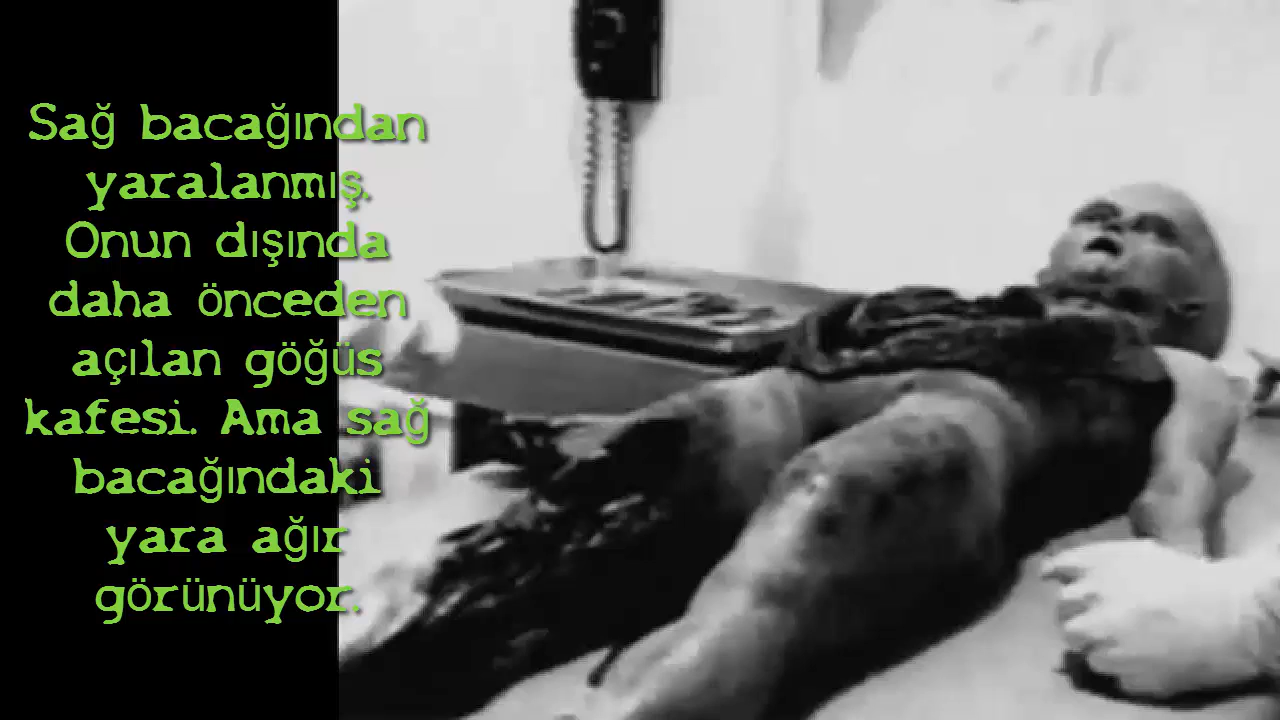 Sağ bacağından
yaralanmış.
Onun dışında
daha önceden
açılan göğüs
kafesi. Ama sağ
bacağındaki
yara ağır
görünüyor.